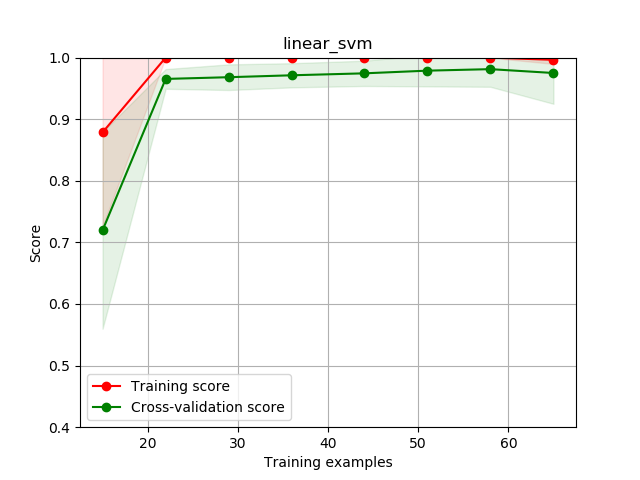 linear_svm
1.0
0.9
0.8
0.7
0.6
0.5
0.4
Score
Training score
Cross-validation score
20 30 40 50 60
Training examples